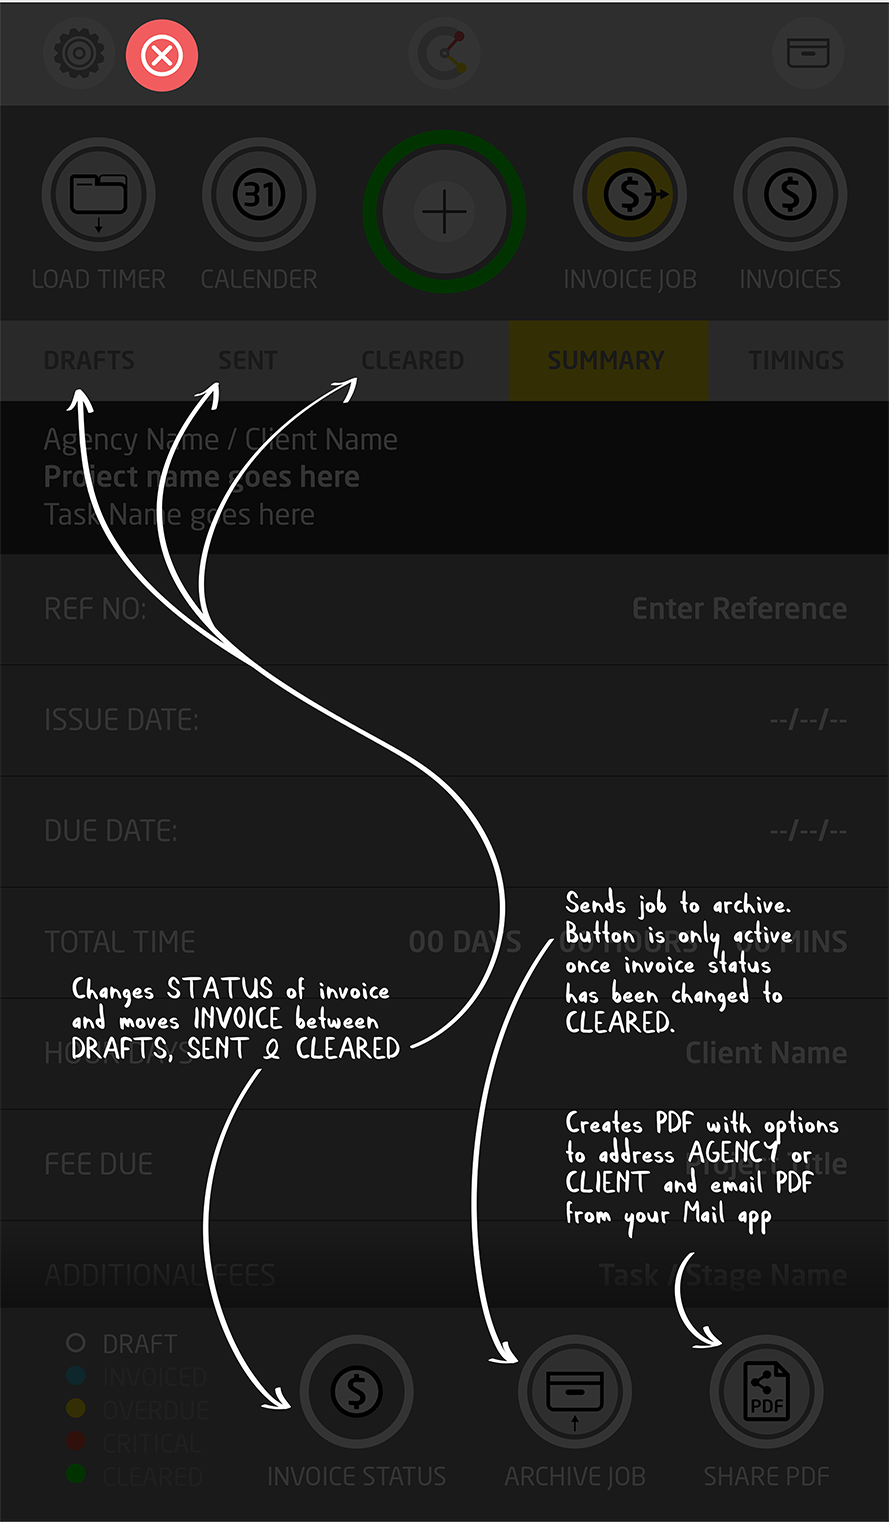 31
LOAD TIMER
CALENDER
INVOICE JOB
INVOICES
DRAFTS
SENT
CLEARED
SUMMARY
TIMINGS
Agency Name / Client Name
Project name goes here
Task Name goes here
REF NO:
Enter Reference
ISSUE DATE:
--/--/--
DUE DATE:
--/--/--
TOTAL TIME
00 DAYS
HOURS
MINS
Sends job to archive.
Button is only active
once invoice status
has been changed to
CLEARED.
Changes STATUS of invoice
and moves INVOICE between
DRAFTS, SENT & CLEARED
HOUR/DAYS
Client Name
Creates PDF with options
to address AGENCY or
CLIENT and email PDF
from your Mail app
FEE DUE
Project Title
ADDITIONAL FEES
Task / Stage Name
DRAFT
INVOICED
OVERDUE
CRITICAL
CLEARED
$
INVOICE STATUS
ARCHIVE JOB
PDF
SHARE PDF